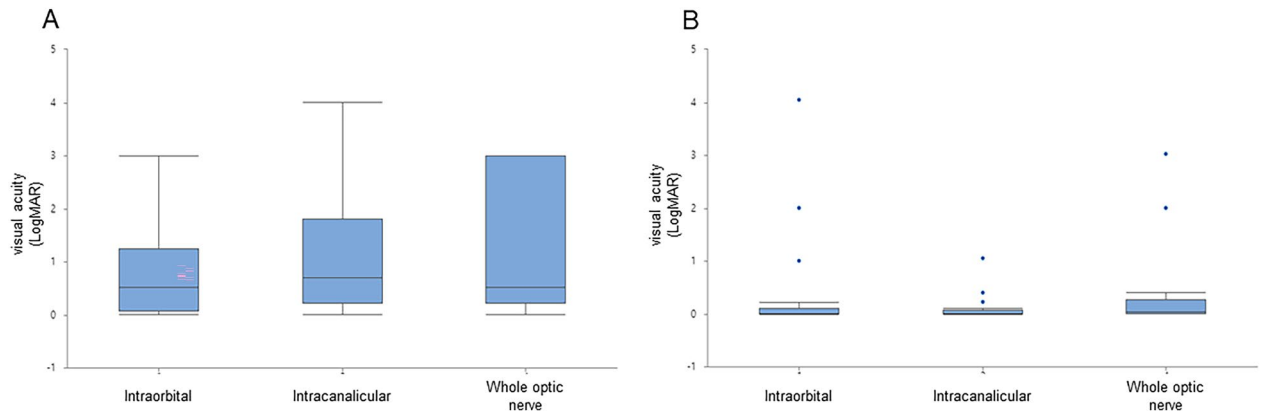 A
visual acuity
(LogMAR)
5
4
3
2
1
0
-1
Intraorbital
Intracanalicular
Whole optic
nerve
B
visual acuity
(LogMAR)
5
4
3
2
1
0
-1
Intraorbital
Intracanalicular
Whole optic
nerve